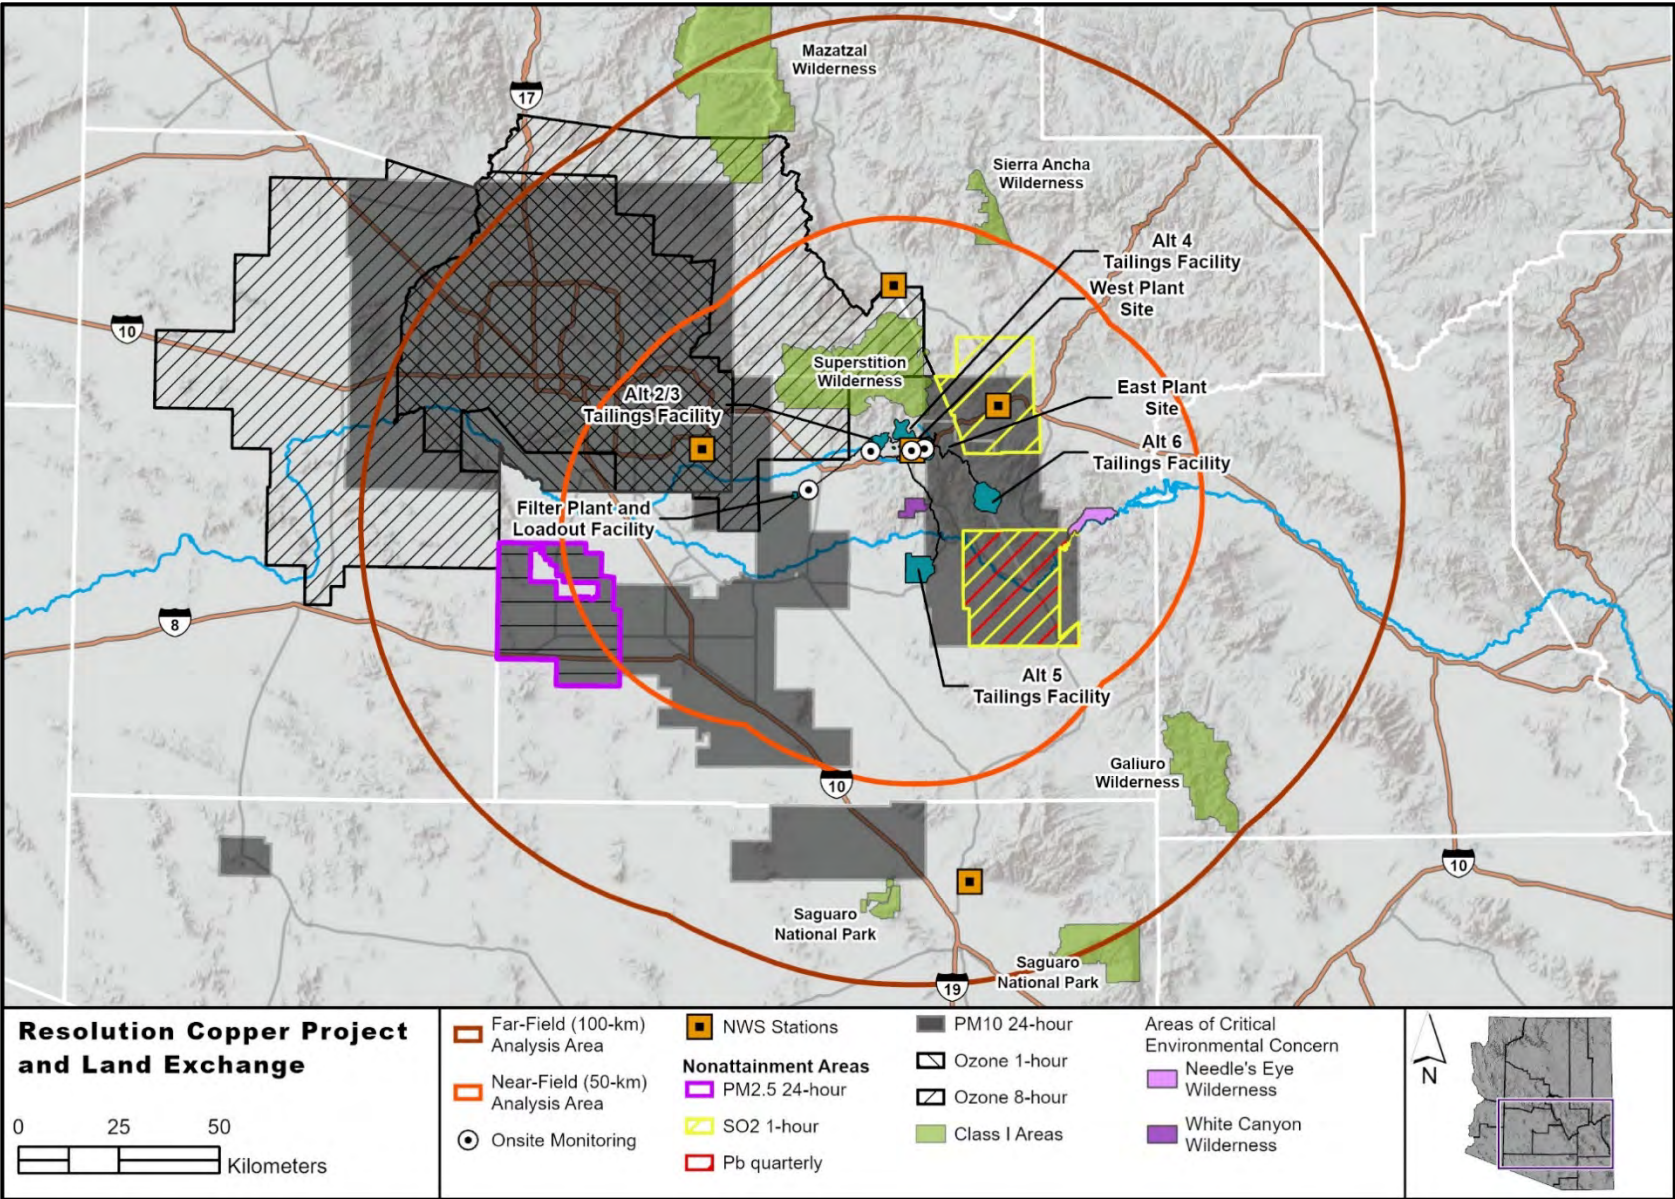 Mazatzal
Wilderness
17
Sierra Ancha
Wilderness
Alt 4
Tailings Facility
West Plant
Site
10
Superstition
Wilderness
East Plant
Site
Alt 2/3
Tailings Facility
Alt 6
Tailings Facility
Filter Plant and
Loadout Facility
8
Alt 5
Tailings Facility
Galiuro
Wilderness
10
10
Saguaro
National Park
Saguaro
National Park
19
Resolution Copper Project
and Land Exchange
0 25 50
Kilometers
Far-Field (100-km)
Analysis Area
Near-Field (50-km)
Analysis Area
Onsite Monitoring
NWS Stations
Nonattainment Areas
PM2.5 24-hour
SO2 1-hour
Pb quarterly
PM10 24-hour
Ozone 1-hour
Ozone 8-hour
Class I Areas
Areas of Critical
Environmental Concern
Needle's Eye
Wilderness
White Canyon
Wilderness
N